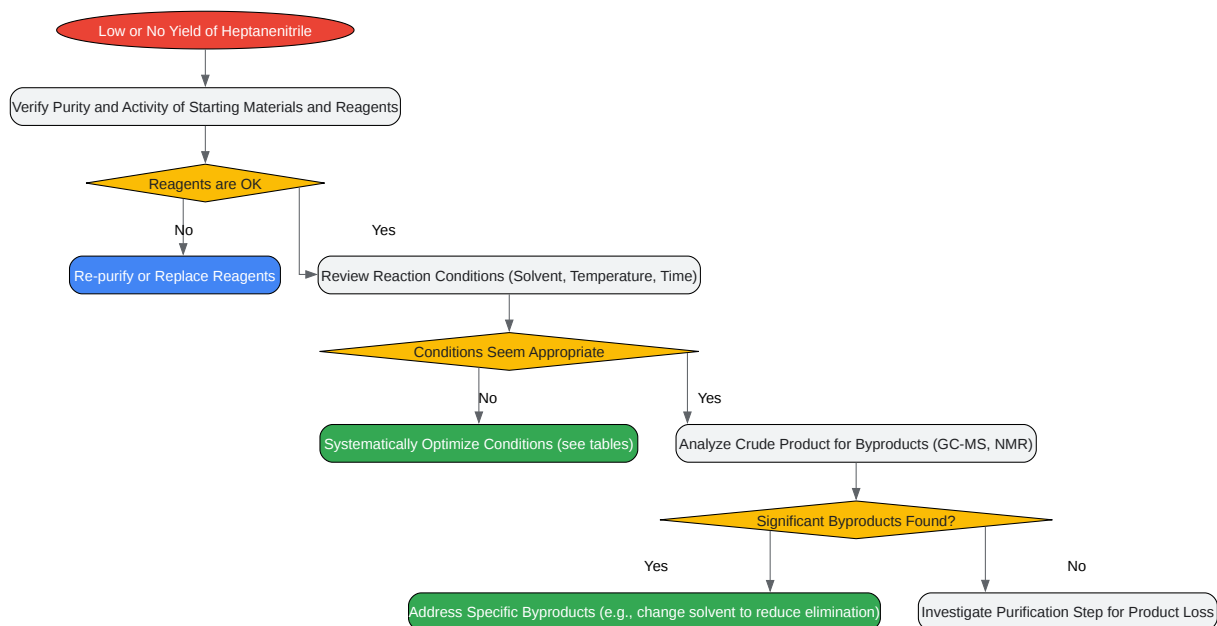 Low or No Yield of Heptanenitrile
Verify Purity and Activity of Starting Materials and Reagents
Reagents are OK
No
Yes
Re-purify or Replace Reagents
Review Reaction Conditions (Solvent, Temperature, Time)
Conditions Seem Appropriate
No
Yes
Systematically Optimize Conditions (see tables)
Analyze Crude Product for Byproducts (GC-MS, NMR)
Significant Byproducts Found?
Yes
No
Address Specific Byproducts (e.g., change solvent to reduce elimination)
Investigate Purification Step for Product Loss